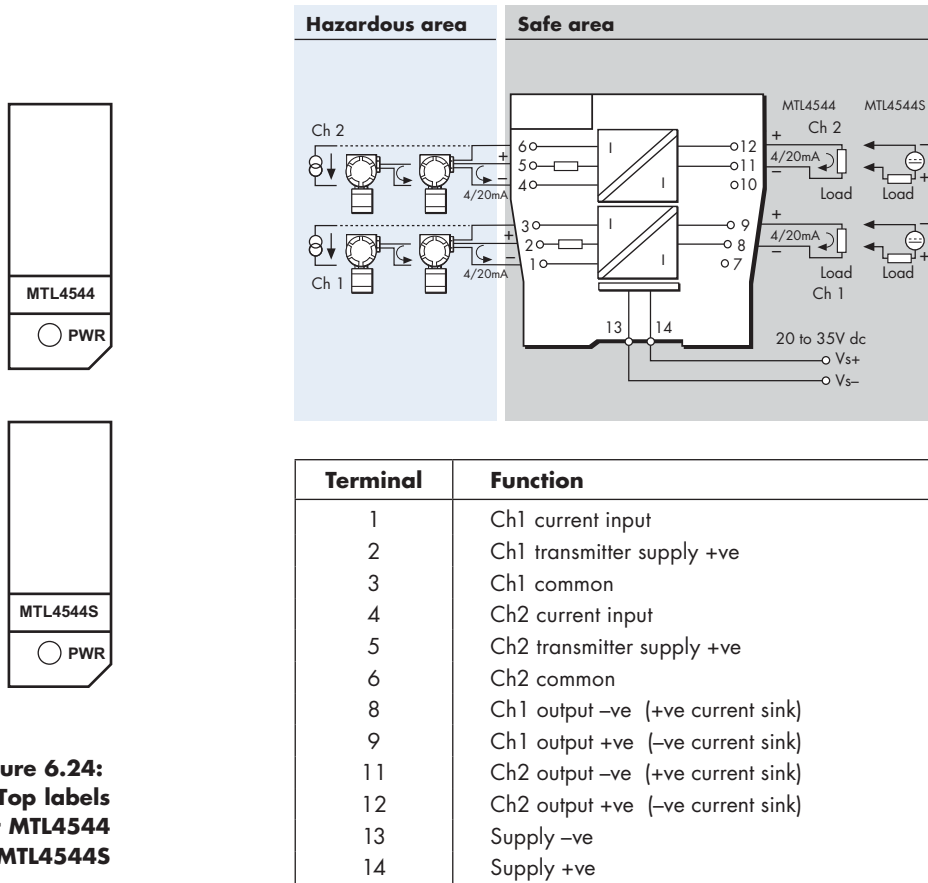 Hazardous area
Safe area
MTL4544
MTL4544S
Ch 2
Ch 2
6
5
4
+
–
4/20mA
I
I
12
11
10
+
4/20mA
–
Load
–
+
Load
3
2
1
+
–
4/20mA
Ch 1
I
I
9
8
7
+
4/20mA
–
Load
Ch 1
–
+
Load
13
14
20 to 35V dc
Vs+
Vs–
MTL4544
PWR
MTL4544S
PWR
ure 6.24:
Top labels
MTL4544
MTL4544S
Terminal Function
1 Ch1 current input
2 Ch1 transmitter supply +ve
3 Ch1 common
4 Ch2 current input
5 Ch2 transmitter supply +ve
6 Ch2 common
8 Ch1 output –ve (+ve current sink)
9 Ch1 output +ve (–ve current sink)
11 Ch2 output –ve (+ve current sink)
12 Ch2 output +ve (–ve current sink)
13 Supply –ve
14 Supply +ve